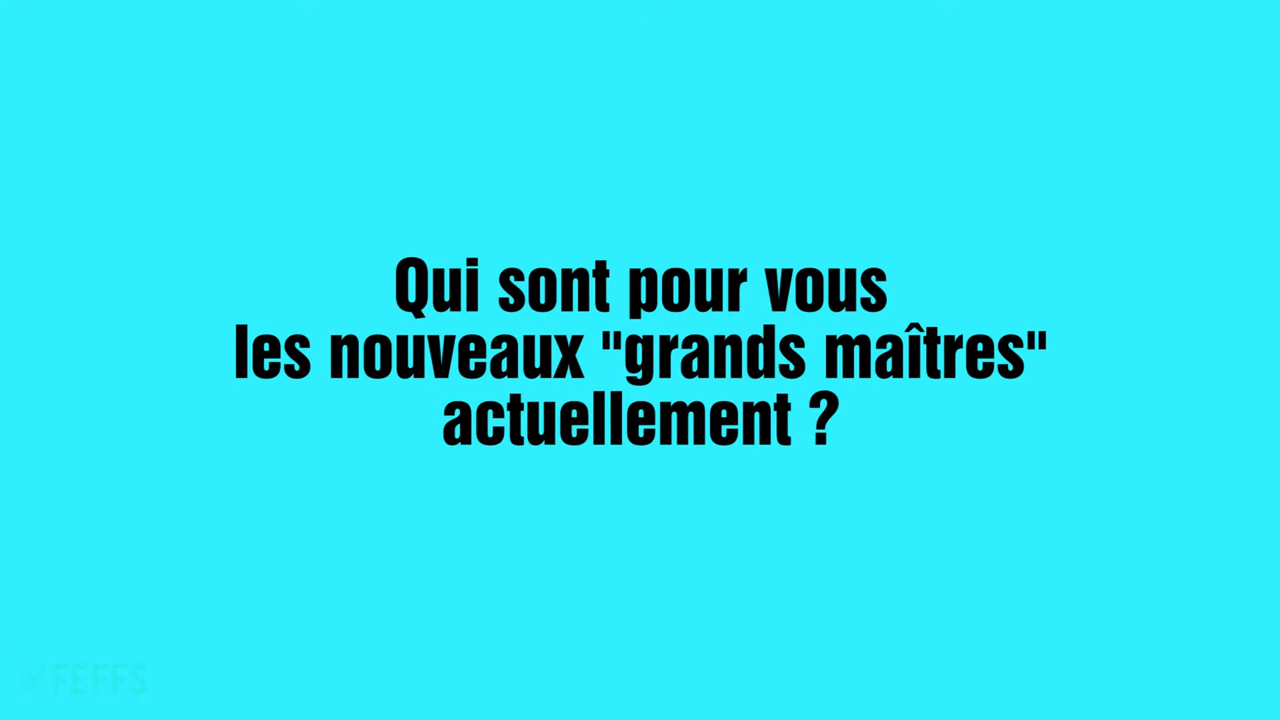 Qui sont pour vous
les nouveaux "grands maîtres"
actuellement ?
FEFFS